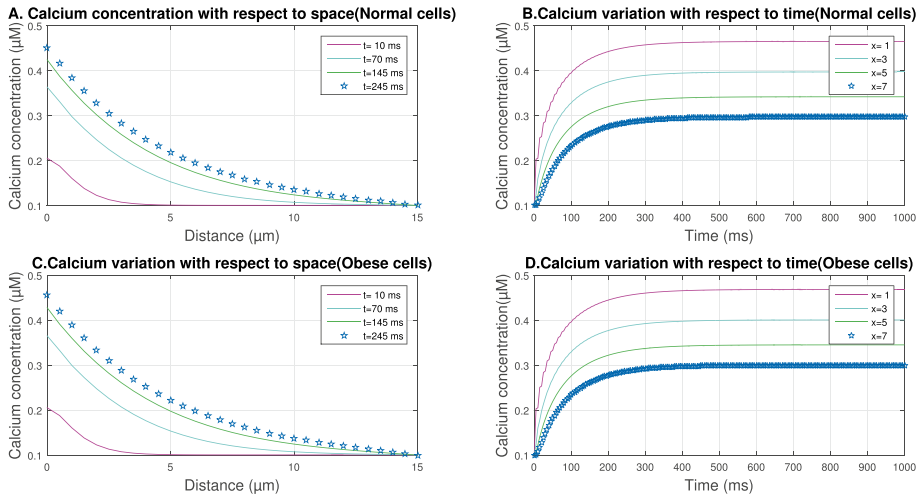 A. Calcium concentration with respect to space(Normal cells)
Calcium concentration (µM)
0.5
0.4
0.3
0.2
0.1
0 5 10 15
Distance (µm)
t= 10 ms
t=70 ms
t=145 ms
t=245 ms
B.Calcium variation with respect to time(Normal cells)
Calcium concentration (µM)
0.5
0.4
0.3
0.2
0.1
0 100 200 300 400 500 600 700 800 900 1000
Time (ms)
x= 1
x=3
x=5
x=7
C.Calcium variation with respect to space(Obese cells)
Calcium concentration (µM)
0.5
0.4
0.3
0.2
0.1
0 5 10 15
Distance (µm)
t= 10 ms
t=70 ms
t=145 ms
t=245 ms
D.Calcium variation with respect to time(Obese cells)
Calcium concentration(µM)
0.5
0.4
0.3
0.2
0.1
0 100 200 300 400 500 600 700 800 900 1000
Time (ms)
x= 1
x=3
x=5
x=7